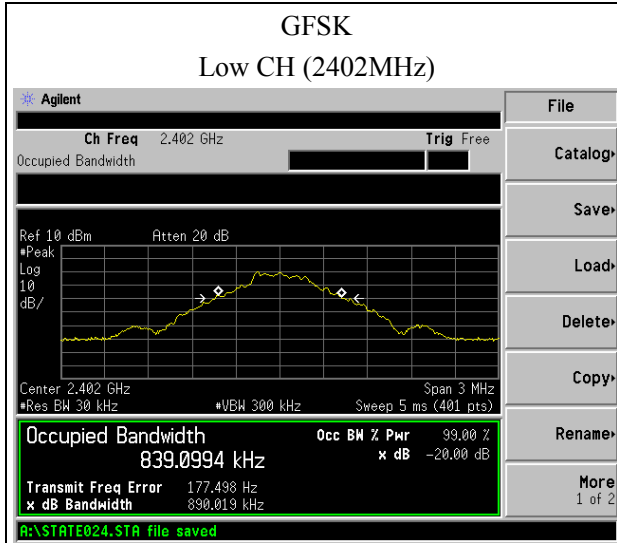 GFSK
Low CH (2402MHz)
Agilent
File
Ch Freq 2.402 GHz Trig Free
Occupied Bandwidth
Catalog
Save
Ref 10 dBm Atten 20 dB
#Peak
Log
10
dB/
Load
Delete
Copy
Center 2.402 GHz Span 3 MHz
#Res BW 30 kHz #VBW 300 kHz Sweep 5 ms (401 pts)
Rename
Occupied Bandwidth Occ BW % Pwr 99.00 %
839.0994 kHz x dB -20.00 dB
More
1 of 2
Transmit Freq Error 177.498 Hz
x dB Bandwidth 890.019 kHz
A:\STATE024.STA file saved